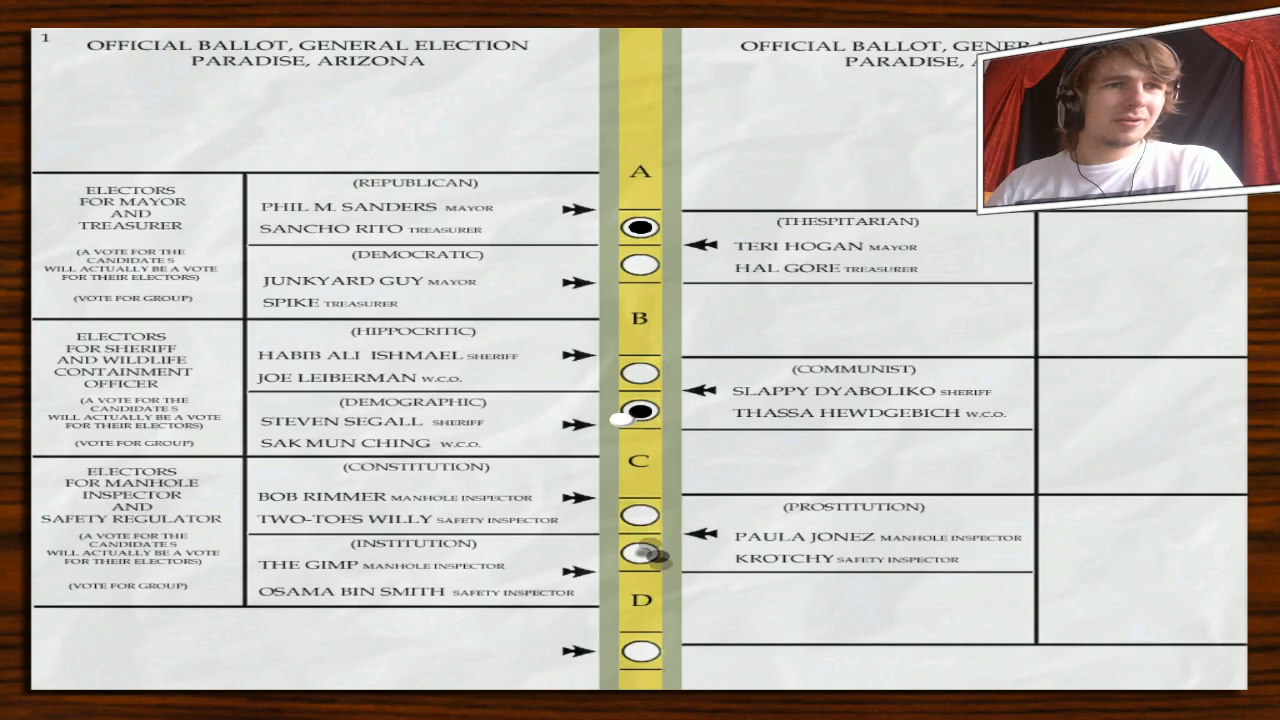 1
OFFICIAL BALLOT, GENERAL ELECTION
PARADISE, ARIZONA
ELECTORS
FOR MAYOR
AND
TREASURER
(A VOTE FOR THE
CANDIDATE S
WILL ACTUALLY BE A VOTE
FOR THEIR ELECTORS)
(VOTE FOR GROUP)
(REPUBLICAN)
PHIL M. SANDERS MAYOR
SANCHO RITO TREASURER
(DEMOCRATIC)
JUNKYARD GUY MAYOR
SPIKE TREASURER
ELECTORS
FOR SHERIFF
AND WILDLIFE
CONTAINMENT
OFFICER
(A VOTE FOR THE
CANDIDATE S
WILL ACTUALLY BE A VOTE
FOR THEIR ELECTORS)
(VOTE FOR GROUP)
(HIPPOCRITIC)
HABIB ALI ISHMAEL SHERIFF
JOE LEIBERMAN W.C.O.
(DEMOGRAPHIC)
STEVEN SEGALL SHERIFF
SAK MUN CHING W.C.O.
ELECTORS
FOR MANHOLE
INSPECTOR
AND
SAFETY REGULATOR
(A VOTE FOR THE
CANDIDATE S
WILL ACTUALLY BE A VOTE
FOR THEIR ELECTORS)
(VOTE FOR GROUP)
(CONSTITUTION)
BOB RIMMER MANHOLE INSPECTOR
TWO-TOES WILLY SAFETY INSPECTOR
(INSTITUTION)
THE GIMP MANHOLE INSPECTOR
OSAMA BIN SMITH SAFETY INSPECTOR
A
B
C
D
OFFICIAL BALLOT, GENERA
PARADISE, A
(THESPITARIAN)
TERI HOGAN MAYOR
HAL GORE TREASURER
(COMMUNIST)
SLAPPY DYABOLIKO SHERIFF
THASSA HEWDGEBICH W.C.O.
(PROSTITUTION)
PAULA JONEZ MANHOLE INSPECTOR
KROTCHY SAFETY INSPECTOR